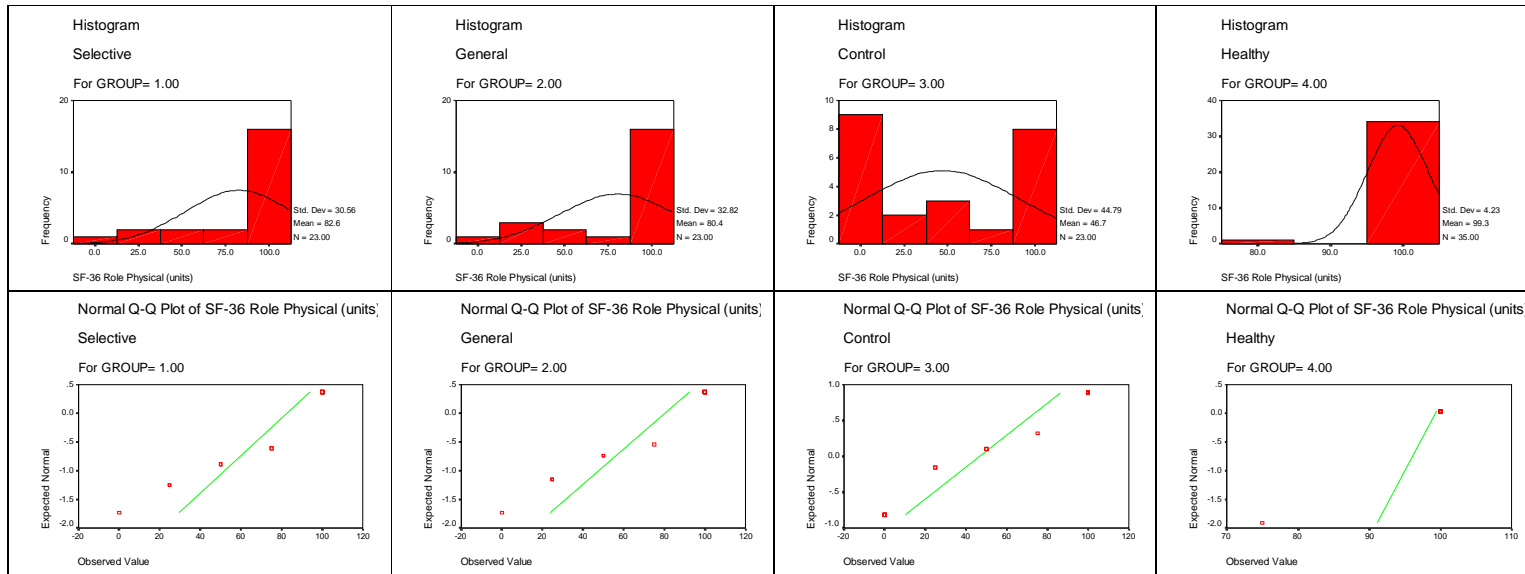 Histogram
Selective
For GROUP= 1.00
20
10
0
Frequency
0.0 25.0 50.0 75.0 100.0
Std. Dev = 30.56
Mean = 82.6
N = 23.00
SF-36 Role Physical (units)
Histogram
General
For GROUP= 2.00
20
10
0
Frequency
0.0 25.0 50.0 75.0 100.0
Std. Dev = 32.82
Mean = 80.4
N = 23.00
SF-36 Role Physical (units)
Histogram
Control
For GROUP= 3.00
10
8
6
4
2
0
Frequency
0.0 25.0 50.0 75.0 100.0
Std. Dev = 44.79
Mean = 46.7
N = 23.00
SF-36 Role Physical (units)
Histogram
Healthy
For GROUP= 4.00
40
30
20
10
0
Frequency
80.0 90.0 100.0
Std. Dev = 4.23
Mean = 99.3
N = 35.00
SF-36 Role Physical (units)
Normal Q-Q Plot of SF-36 Role Physical (units)
Selective
For GROUP= 1.00
.5
0.0
-.5
-1.0
-1.5
-2.0
Expected Normal
-20 0 20 40 60 80 100 120
Observed Value
Normal Q-Q Plot of SF-36 Role Physical (units)
General
For GROUP= 2.00
.5
0.0
-.5
-1.0
-1.5
-2.0
Expected Normal
-20 0 20 40 60 80 100 120
Observed Value
Normal Q-Q Plot of SF-36 Role Physical (units)
Control
For GROUP= 3.00
1.0
.5
0.0
-.5
-1.0
Expected Normal
-20 0 20 40 60 80 100 120
Observed Value
Normal Q-Q Plot of SF-36 Role Physical (units)
Healthy
For GROUP= 4.00
.5
0.0
-.5
-1.0
-1.5
-2.0
Expected Normal
70 80 90 100 110
Observed Value